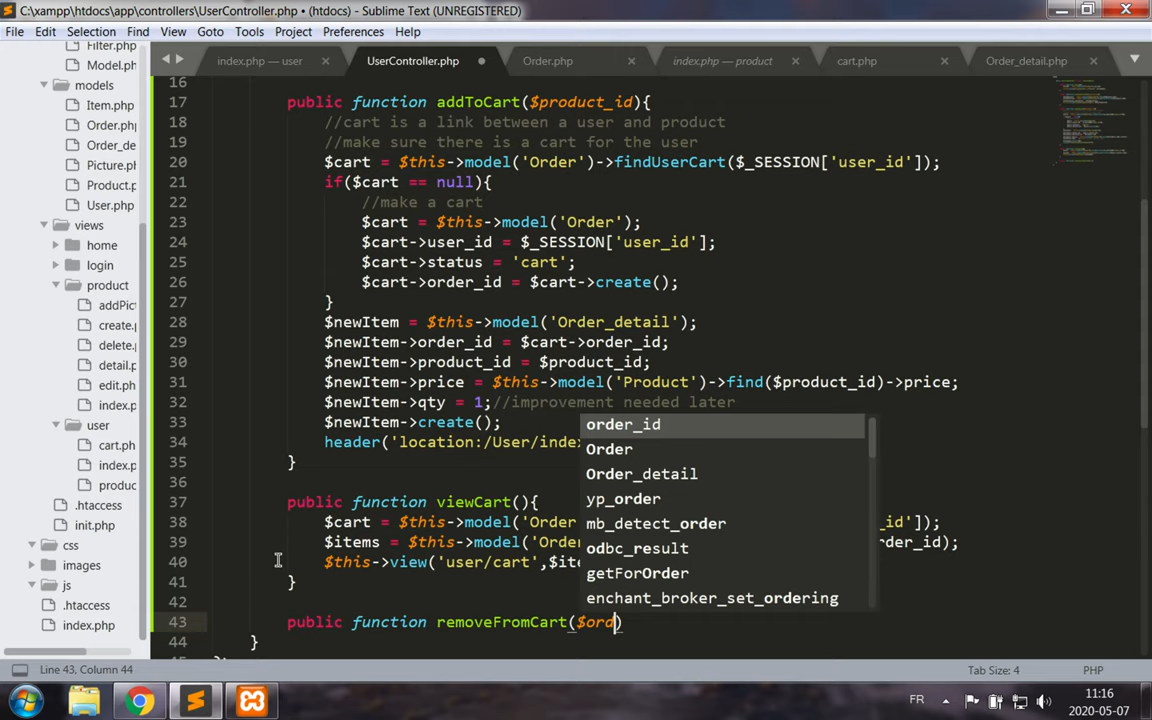 C:\xampp\htdocs\app\controllers\UserController.php • (htdocs) - Sublime Text (UNREGISTERED)
File Edit Selection Find View Goto Tools Project Preferences Help
index.php — user UserController.php Order.php index.php — product cart.php Order_detail.php
Filter.php
Model.ph
models
Item.php
Order.ph
Order_de
Picture.p
Product.p
User.php
views
home
login
product
addPict
create.p
delete.p
detail.p
edit.ph
index.p
user
cart.ph
index.p
produc
.htaccess
init.php
css
images
js
.htaccess
index.php
16
17 public function addToCart($product_id){
18 //cart is a link between a user and product
19 //make sure there is a cart for the user
20 $cart = $this->model('Order')->findUserCart($_SESSION['user_id']);
21 if($cart == null){
22 //make a cart
23 $cart = $this->model('Order');
24 $cart->user_id = $_SESSION['user_id'];
25 $cart->status = 'cart';
26 $cart->order_id = $cart->create();
27 }
28 $newItem = $this->model('Order_detail');
29 $newItem->order_id = $cart->order_id;
30 $newItem->product_id = $product_id;
31 $newItem->price = $this->model('Product')->find($product_id)->price;
32 $newItem->qty = 1;//improvement needed later
33 $newItem->create();
34 header('location:/User/inde
35 }
36
37 public function viewCart(){
38 $cart = $this->model('Order _id']);
39 $items = $this->model('Orde rder_id);
40 $this->view('user/cart',$ite
41 }
42
43 public function removeFromCart($ord)
44 }
order_id
Order
Order_detail
yp_order
mb_detect_order
odbc_result
getForOrder
enchant_broker_set_ordering
Line 43, Column 44 Tab Size: 4 PHP
FR 11:16
2020-05-07